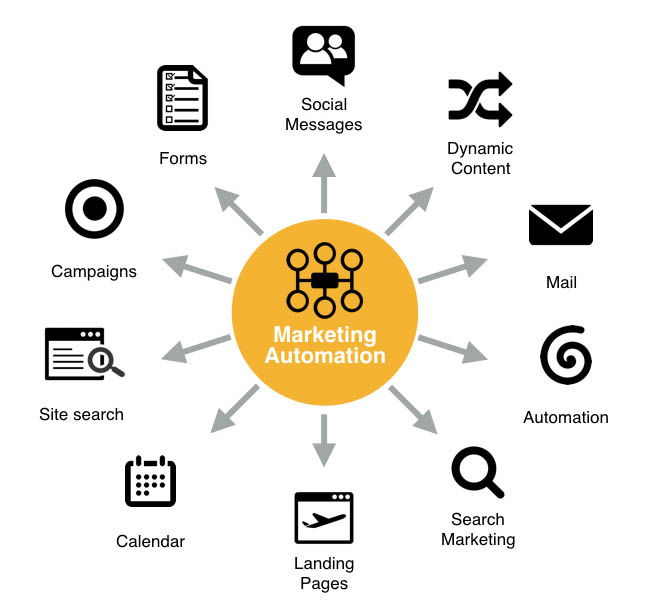 Social
Messages
Forms
Dynamic
Content
Campaigns
Mail
Marketing
Automation
Site search
Automation
Calendar
Search
Marketing
Landing
Pages